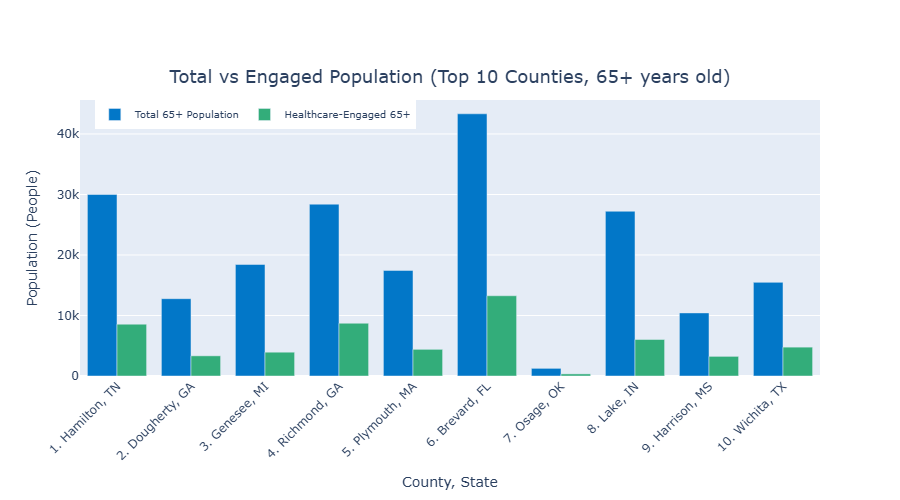 Total vs Engaged Population (Top 10 Counties, 65+ years old)
Total 65+ Population
Healthcare-Engaged 65+
Population (People)
40k
30k
20k
10k
0
1. Hamilton, TN
2. Dougherty, GA
3. Genesee, MI
4. Richmond, GA
5. Plymouth, MA
6. Brevard, FL
7. Osage, OK
8. Lake, IN
9. Harrison, MS
10. Wichita, TX
County, State